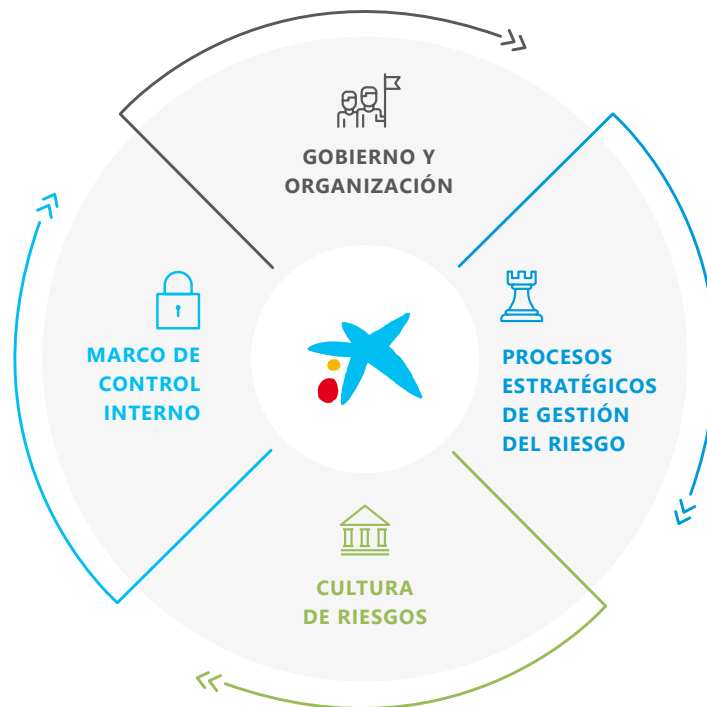 GOBIERNO Y
ORGANIZACIÓN
PROCESOS
ESTRATÉGICOS
DE GESTIÓN
DEL RIESGO
CULTURA
DE RIESGOS
MARCO DE
CONTROL
INTERNO